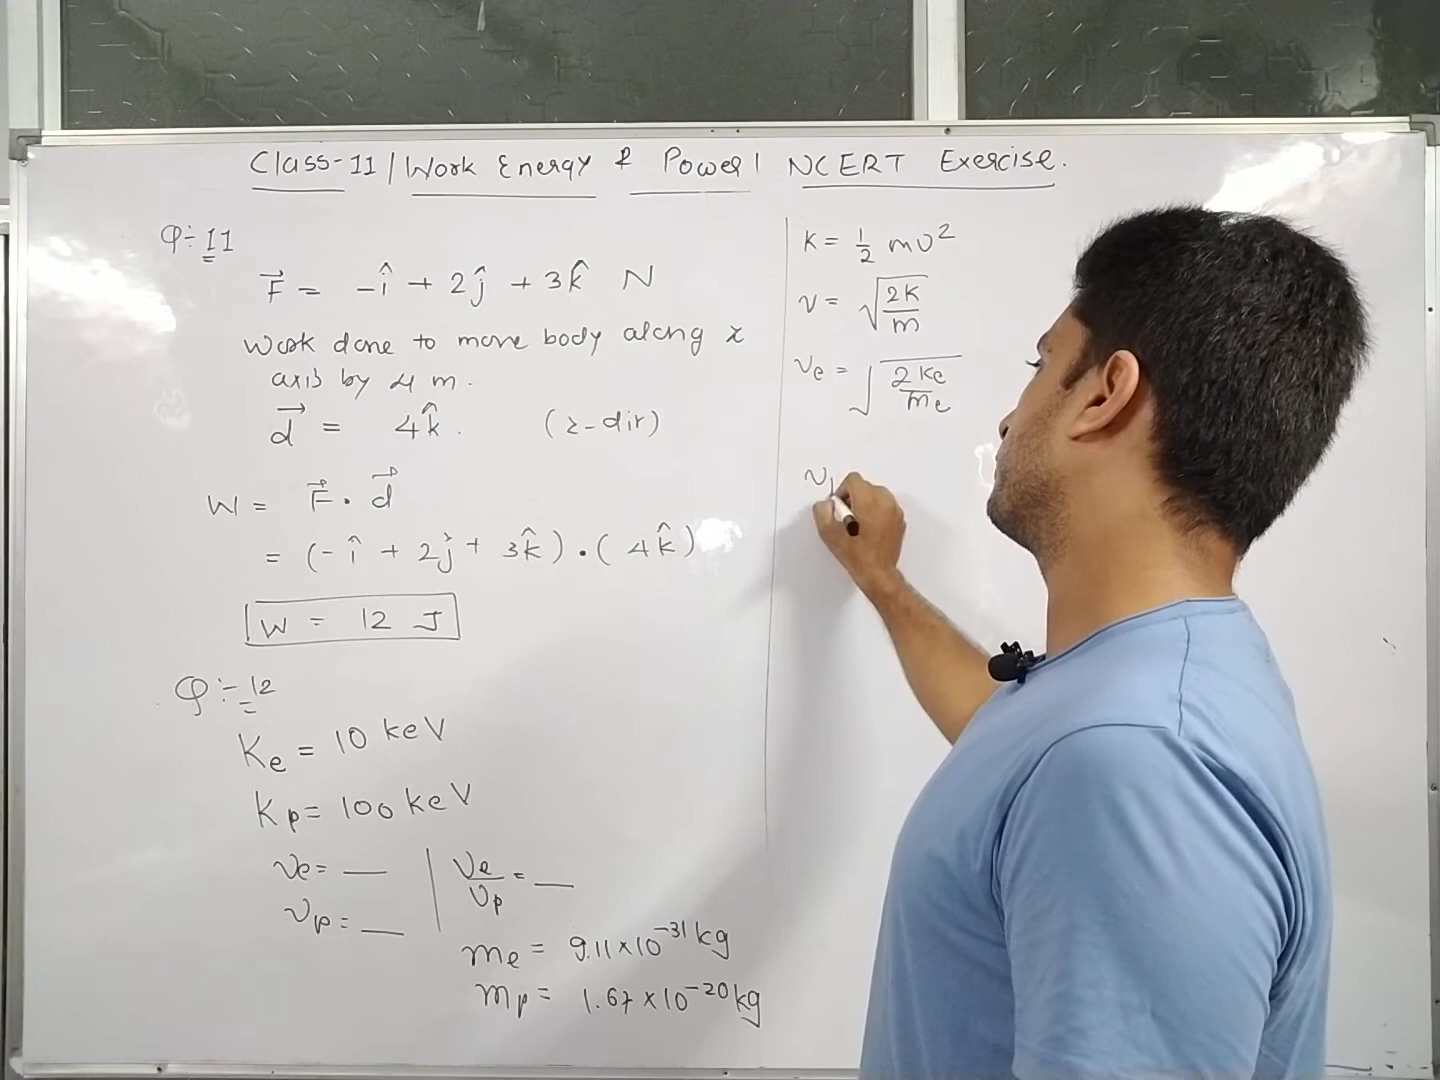 Class-11 / Work Energy & Power | NCERT Exercise.
Q÷ 11
F⃗ = -î + 2ĵ + 3k̂ N
Work done to move body along z
axis by 4 m.
d⃗ = 4k̂. (z-dir)
W = F⃗ . d⃗
= (-î + 2ĵ + 3k̂) . (4k̂)
W = 12 J
Q:- 12
Ke = 10 keV
Kp = 100 keV
ve = __ | ve/vp = __
vp = __
me = 9.11 × 10⁻³¹ kg
mp = 1.67 × 10⁻²⁰ kg
K = 1/2 mv²
v = √(2K/m)
ve = √(2Ke/me)
vp